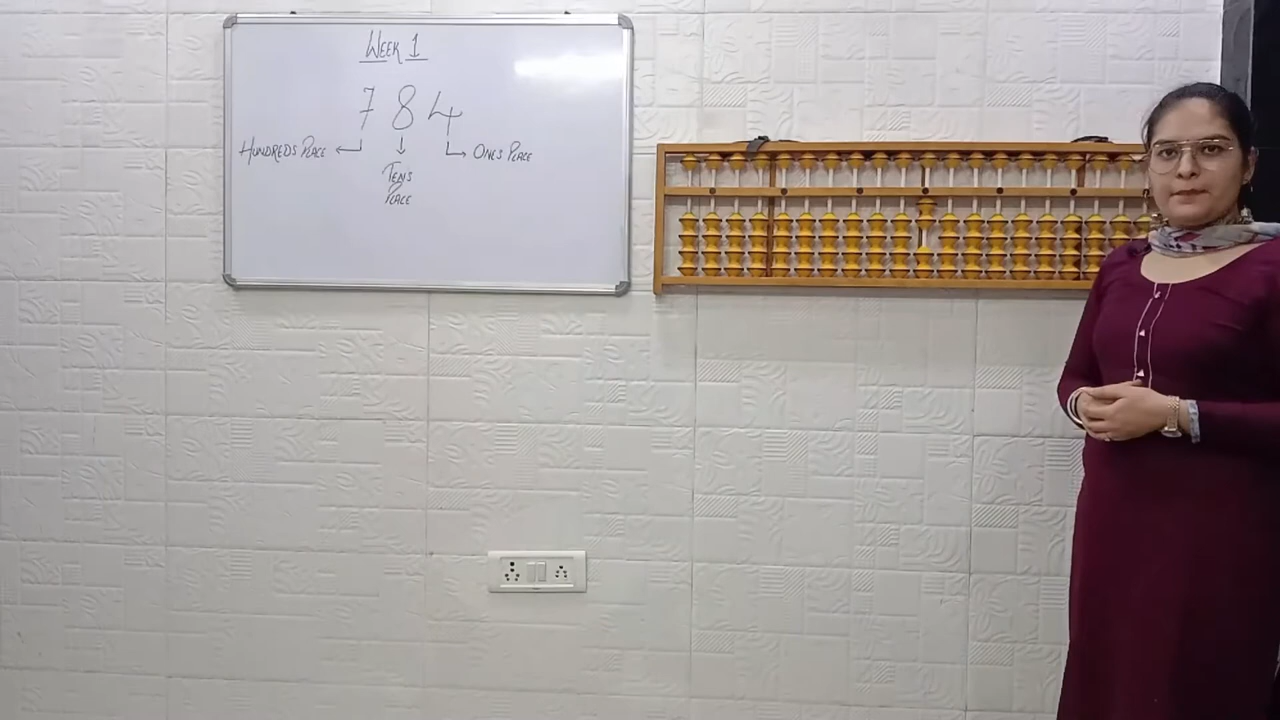 WEEK 1
7 8 4
HUNDREDS PLACE ONES PLACE
TENS
PLACE